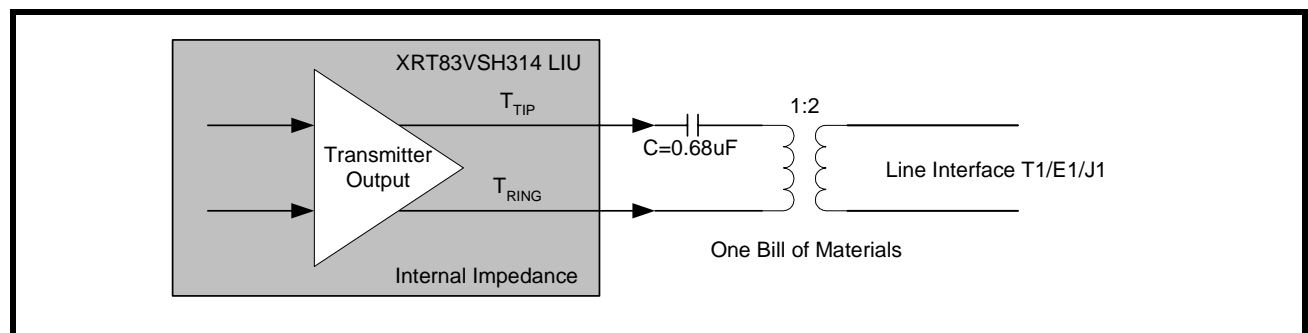 XRT83VSH314 LIU
TTIP
1:2
C=0.68uF
Transmitter
Output
Line Interface T1/E1/J1
TRING
One Bill of Materials
Internal Impedance